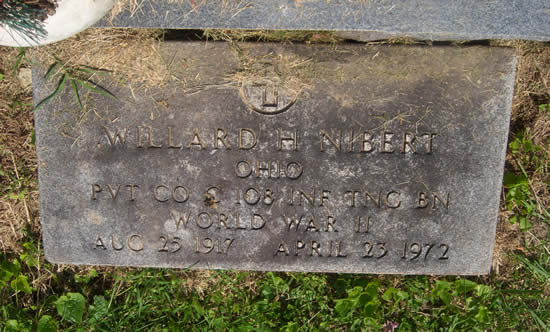 WILLARD H NIBERT
OHIO
PVT CO C 108 INF TNG BN
WORLD WAR II
AUG 25 1917 APRIL 23 1972